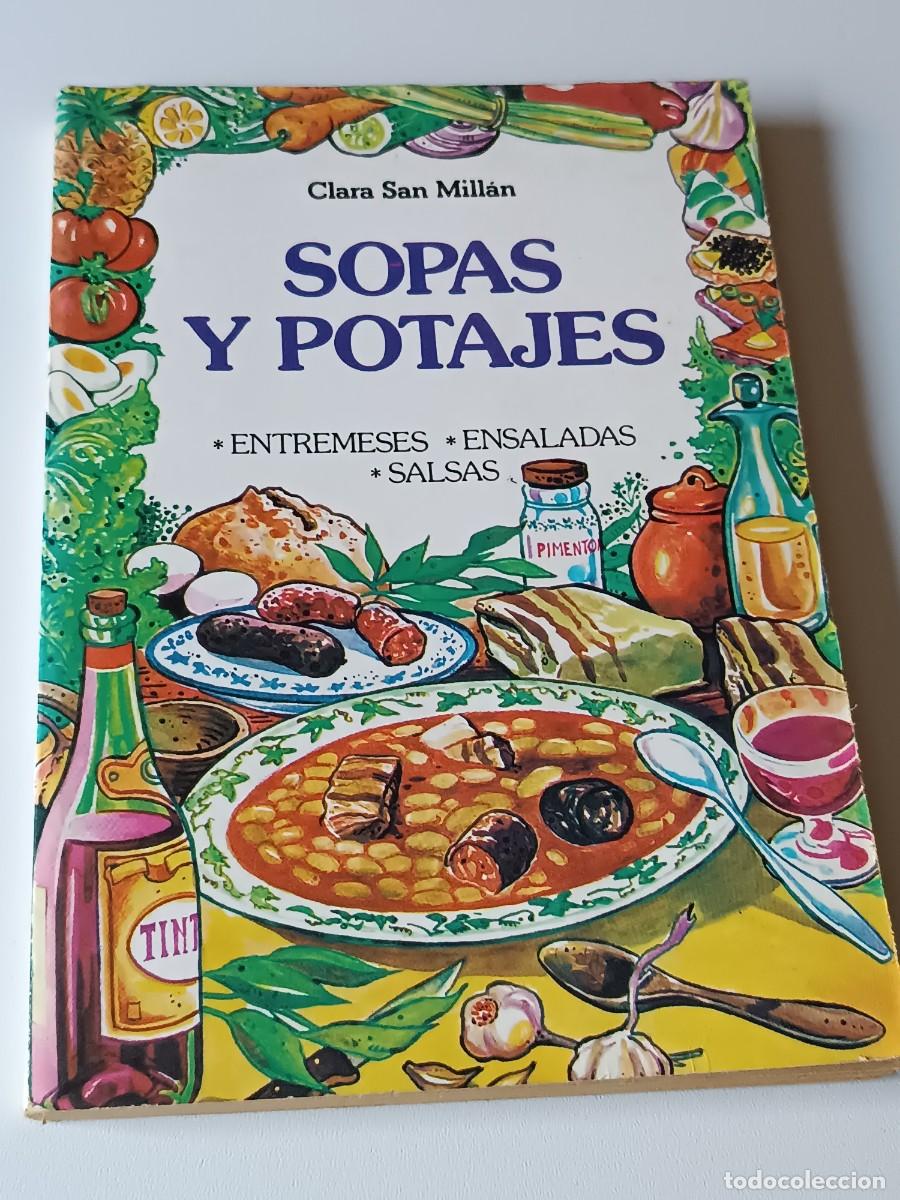 Clara San Millán
SOPAS
Y POTAJES
* ENTREMESES * ENSALADAS
* SALSAS
PIMENTON
TINT
todocoleccion